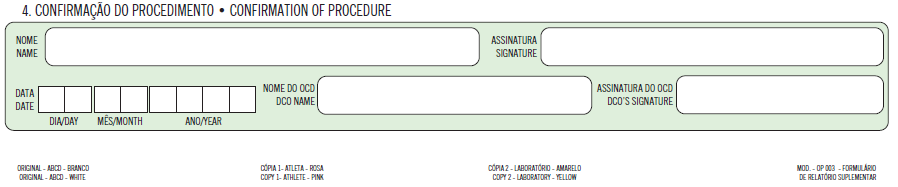 4. CONFIRMAÇÃO DO PROCEDIMENTO • CONFIRMATION OF PROCEDURE
NOME
NAME
ASSINATURA
SIGNATURE
DATA
DATE
DIA/DAY MÊS/MONTH ANO/YEAR
NOME DO OCD
DCO NAME
ASSINATURA DO OCD
DCO'S SIGNATURE
ORIGINAL - ABCD - BRANCO
ORIGINAL - ABCD - WHITE
CÓPIA 1- ATLETA - ROSA
COPY 1- ATHLETE - PINK
CÓPIA 2 - LABORATÓRIO - AMARELO
COPY 2 - LABORATORY - YELLOW
MOD. - OP 003 - FORMULÁRIO
DE RELATÓRIO SUPLEMENTAR